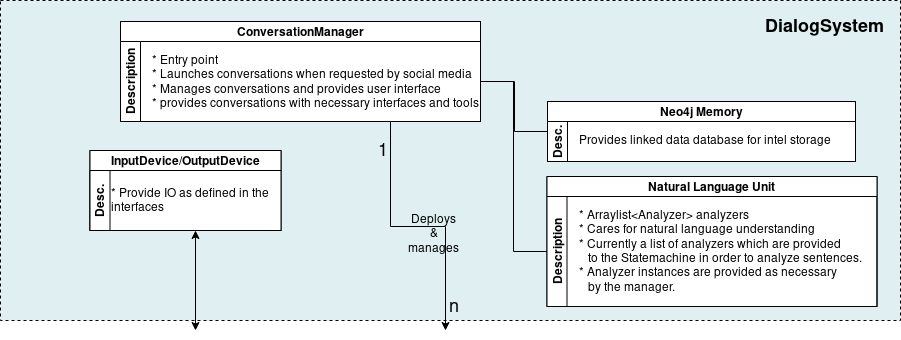 DialogSystem
ConversationManager
Description
* Entry point
* Launches conversations when requested by social media
* Manages conversations and provides user interface
* provides conversations with necessary interfaces and tools
Neo4j Memory
Desc.
Provides linked data database for intel storage
1
InputDevice/OutputDevice
Desc.
* Provide IO as defined in the
interfaces
Natural Language Unit
Description
* Arraylist<Analyzer> analyzers
* Cares for natural language understanding
* Currently a list of analyzers which are provided
to the Statemachine in order to analyze sentences.
* Analyzer instances are provided as necessary
by the manager.
Deploys
&
manages
n